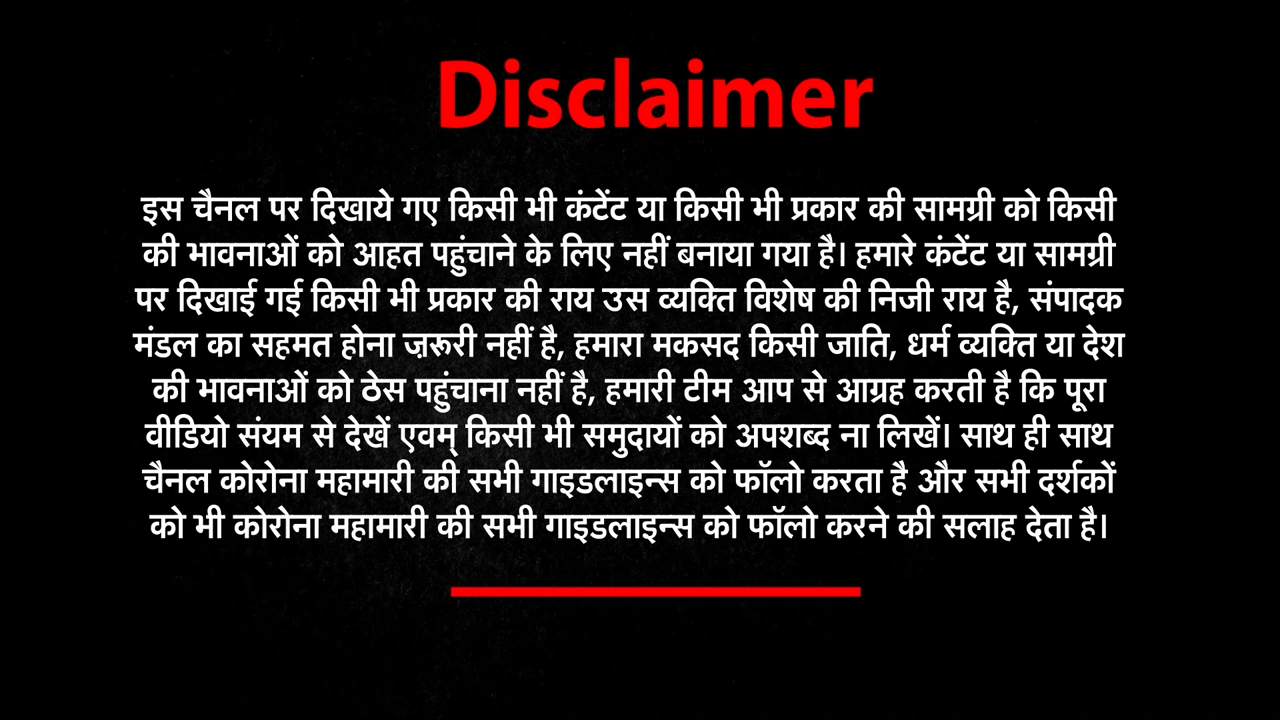 Disclaimer
इस चैनल पर दिखाये गए किसी भी कंटेंट या किसी भी प्रकार की सामग्री को किसी
की भावनाओं को आहत पहुंचाने के लिए नहीं बनाया गया है। हमारे कंटेंट या सामग्री
पर दिखाई गई किसी भी प्रकार की राय उस व्यक्ति विशेष की निजी राय है, संपादक
मंडल का सहमत होना ज़रूरी नहीं है, हमारा मकसद किसी जाति, धर्म व्यक्ति या देश
की भावनाओं को ठेस पहुंचाना नहीं है, हमारी टीम आप से आग्रह करती है कि पूरा
वीडियो संयम से देखें एवम् किसी भी समुदायों को अपशब्द ना लिखें। साथ ही साथ
चैनल कोरोना महामारी की सभी गाइडलाइन्स को फॉलो करता है और सभी दर्शकों
को भी कोरोना महामारी की सभी गाइडलाइन्स को फॉलो करने की सलाह देता है।